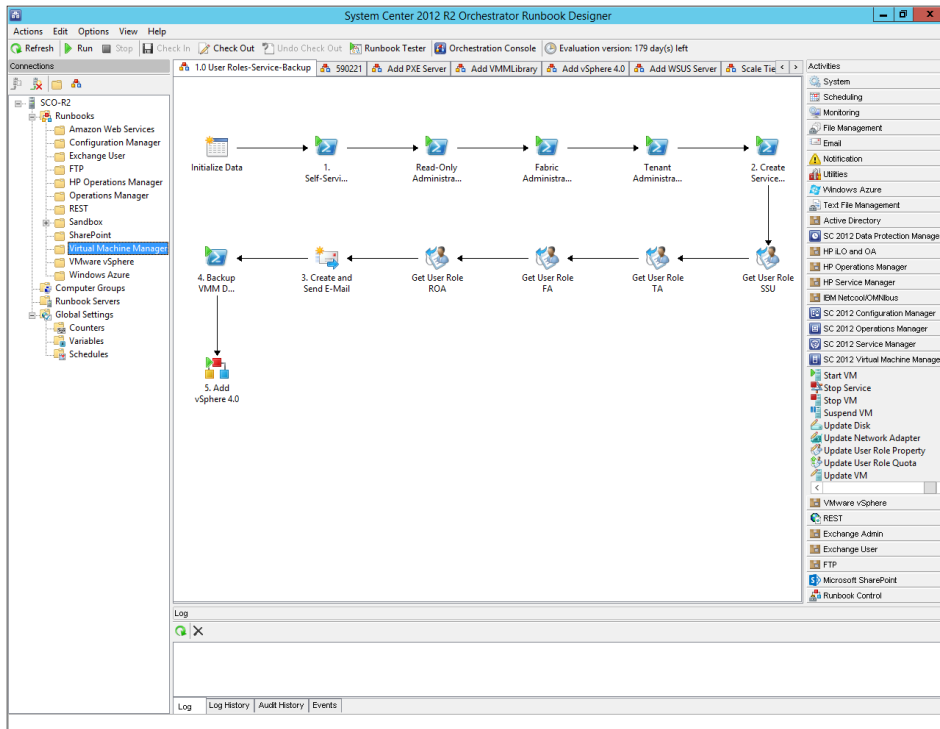 System Center 2012 R2 Orchestrator Runbook Designer
Actions Edit Options View Help
Refresh Run Stop Check In Check Out Undo Check Out Runbook Tester Orchestration Console Evaluation version: 179 day(s) left
Connections
SCO-R2
Runbooks
Amazon Web Services
Configuration Manager
Exchange User
FTP
HP Operations Manager
Operations Manager
REST
Sandbox
SharePoint
Virtual Machine Manager
VMware vSphere
Windows Azure
Computer Groups
Runbook Servers
Global Settings
Counters
Variables
Schedules
1.0 User Roles-Service-Backup 590221 Add PXE Server Add VMMLibrary Add vSphere 4.0 Add WSUS Server Scale Tie
Initialize Data
1.
Self-Servi...
Read-Only
Administra...
Fabric
Administra...
Tenant
Administra...
2. Create
Service...
4. Backup
VMM D...
3. Create and
Send E-Mail
Get User Role
ROA
Get User Role
FA
Get User Role
TA
Get User Role
SSU
5. Add
vSphere 4.0
Log
Log Log History Audit History Events
Activities
System
Scheduling
Monitoring
File Management
Email
Notification
Utilities
Windows Azure
Text File Management
Active Directory
SC 2012 Data Protection Manage
HP iLO and OA
HP Operations Manager
HP Service Manager
IBM Netcool/OMNIbus
SC 2012 Configuration Manager
SC 2012 Operations Manager
SC 2012 Service Manager
SC 2012 Virtual Machine Manage
Start VM
Stop Service
Stop VM
Suspend VM
Update Disk
Update Network Adapter
Update User Role Property
Update User Role Quota
Update VM
VMware vSphere
REST
Exchange Admin
Exchange User
FTP
Microsoft SharePoint
Runbook Control